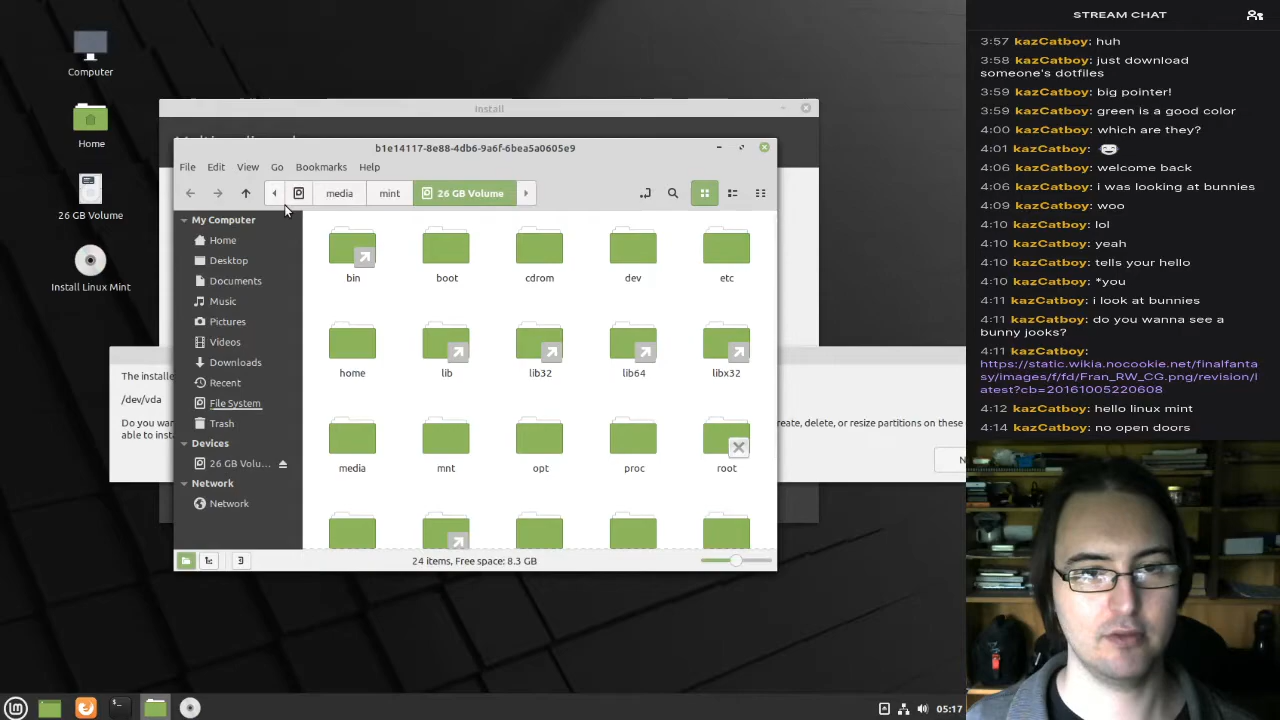 Computer
Home
26 GB Volume
Install Linux Mint
Install
b1e14117-8e88-4db6-9a6f-6bea5a0605e9
File Edit View Go Bookmarks Help
media mint 26 GB Volume
My Computer
Home
Desktop
Documents
Music
Pictures
Videos
Downloads
Recent
File System
Trash
Devices
26 GB Volu...
Network
Network
bin boot cdrom dev etc
home lib lib32 lib64 libx32
media mnt opt proc root
24 items, Free space: 8.3 GB
The installe
/dev/vda
Do you wan
able to inst
reate, delete, or resize partitions on these
N
05:17
STREAM CHAT
3:57 kazCatboy: huh
3:58 kazCatboy: just download
someone's dotfiles
3:59 kazCatboy: big pointer!
3:59 kazCatboy: green is a good color
4:00 kazCatboy: which are they?
4:01 kazCatboy:
4:06 kazCatboy: welcome back
4:06 kazCatboy: i was looking at bunnies
4:09 kazCatboy: woo
4:10 kazCatboy: lol
4:10 kazCatboy: yeah
4:10 kazCatboy: tells your hello
4:10 kazCatboy: *you
4:11 kazCatboy: i look at bunnies
4:11 kazCatboy: do you wanna see a
bunny jooks?
4:11 kazCatboy:
https://static.wikia.nocookie.net/finalfanta
sy/images/f/fd/Fran_RW_CG.png/revision/l
atest?cb=20161005220608
4:12 kazCatboy: hello linux mint
4:14 kazCatboy: no open doors